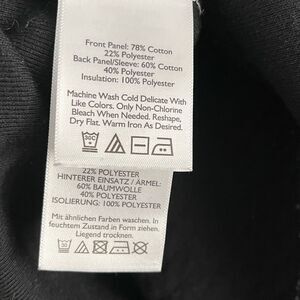 Front Panel: 78% Cotton
22% Polyester
Back Panel/Sleeve: 60% Cotton
40% Polyester
Insulation: 100% Polyester
Machine Wash Cold Delicate With
Like Colors. Only Non-Chlorine
Bleach When Needed. Reshape,
Dry Flat. Warm Iron As Desired.
30C
22% POLYESTER
HINTERER EINSATZ / ÄRMEL:
60% BAUMWOLLE
40% POLYESTER
ISOLIERUNG: 100% POLYESTER
Mit ähnlichen Farben waschen. In
feuchtem Zustand in Form ziehen.
Liegend trocknen.